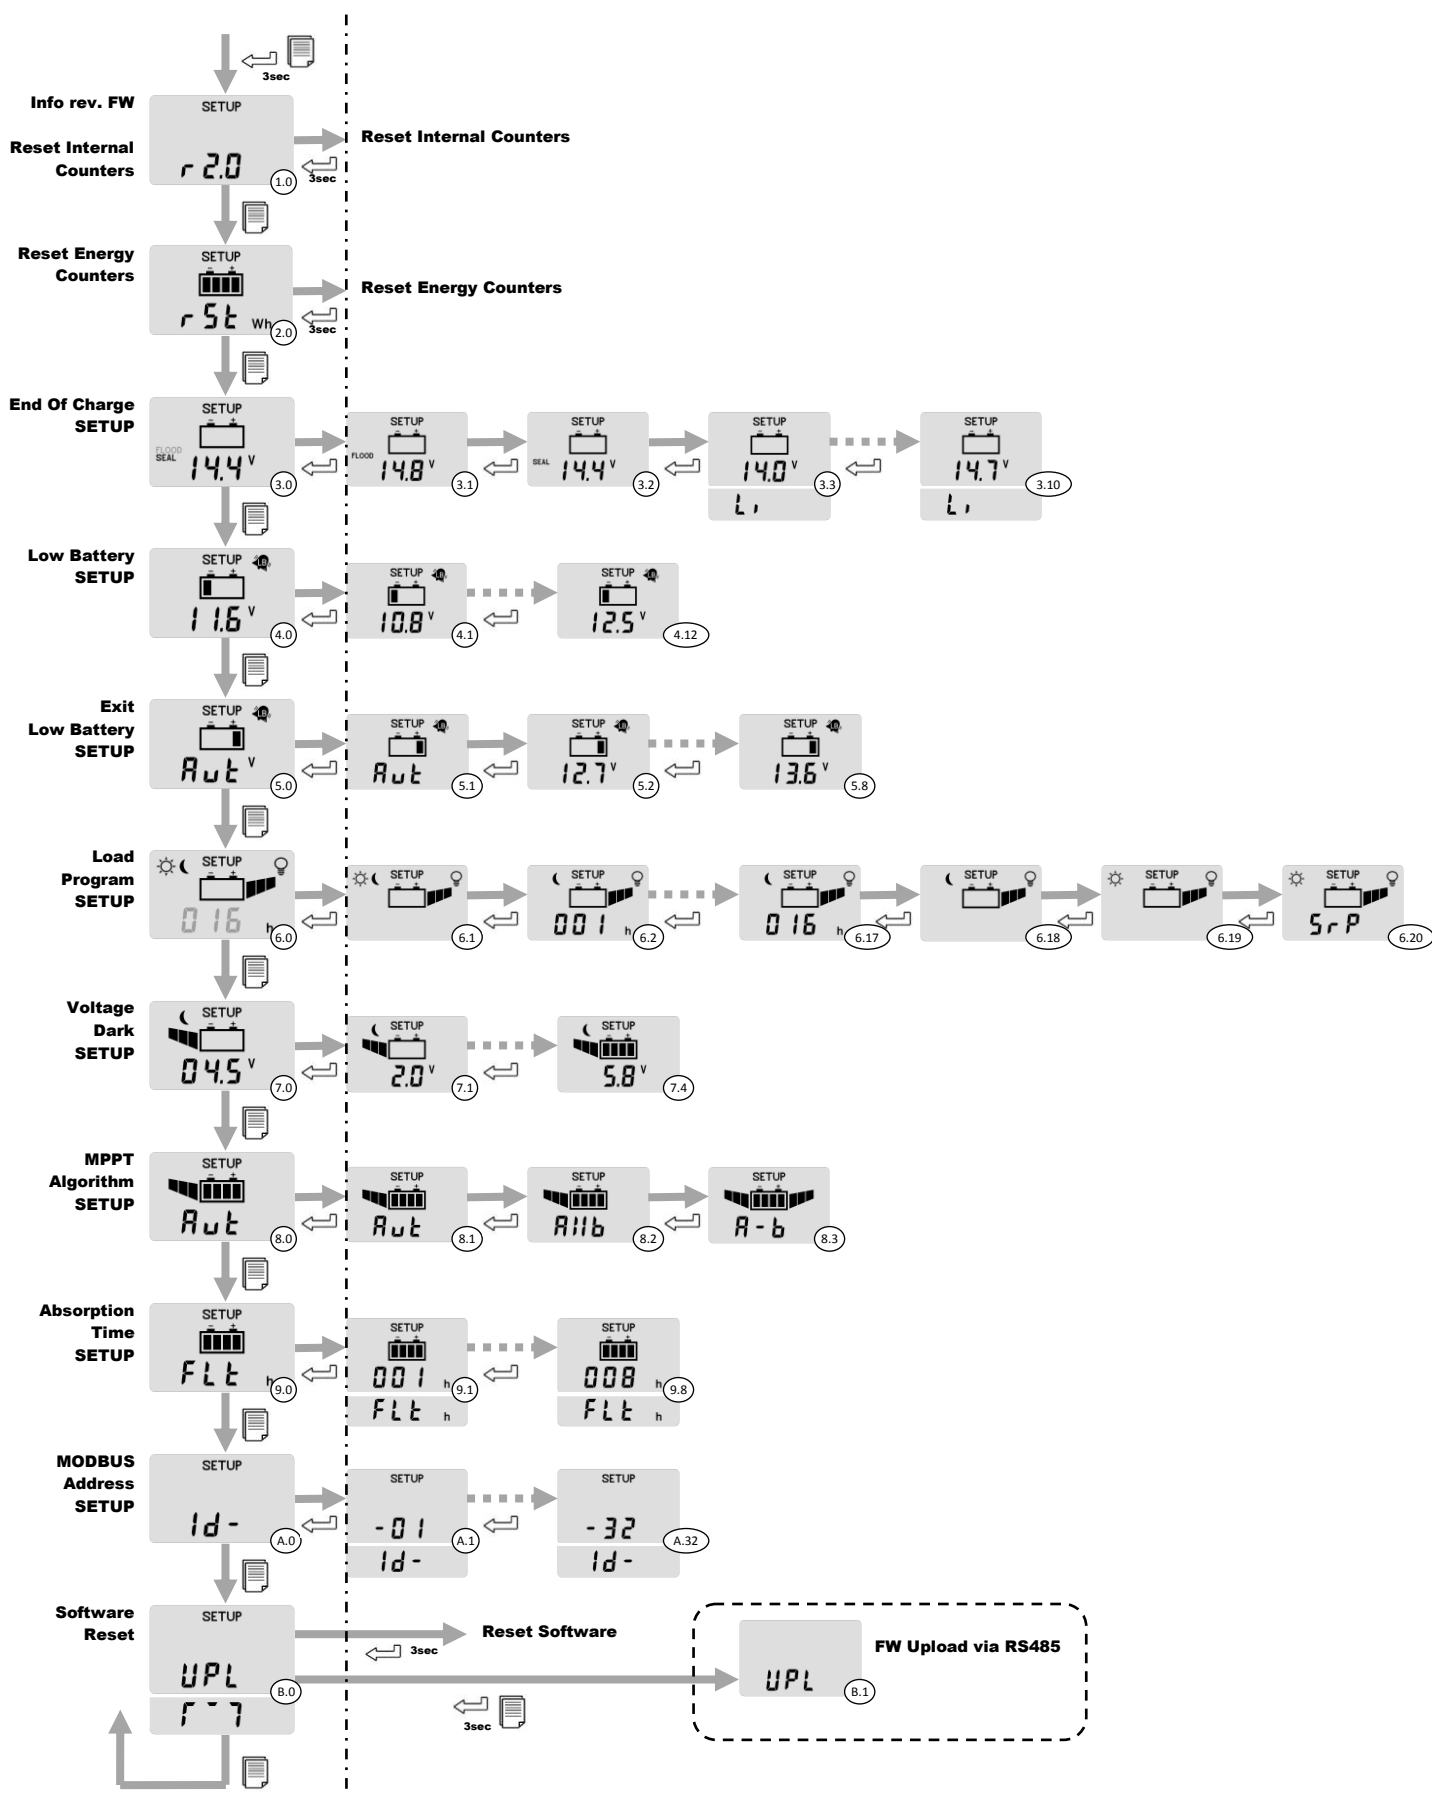 3sec
Info rev. FW
Reset Internal
Counters
SETUP
r 2.0
1.0
3sec
Reset Internal Counters
Reset Energy
Counters
SETUP
rSt Wh
2.0
3sec
Reset Energy Counters
End Of Charge
SETUP
SETUP
FLOOD
SEAL
14.4 V
3.0
SETUP
FLOOD
14.8 V
3.1
SETUP
SEAL
14.4 V
3.2
SETUP
14.0 V
3.3
Li
SETUP
14.7 V
3.10
Li
Low Battery
SETUP
SETUP
LB
11.6 V
4.0
SETUP
LB
10.8 V
4.1
SETUP
LB
12.5 V
4.12
Exit
Low Battery
SETUP
SETUP
LB
Aut V
5.0
SETUP
LB
Aut
5.1
SETUP
LB
12.7 V
5.2
SETUP
LB
13.6 V
5.8
Load
Program
SETUP
SETUP
016 h
6.0
SETUP
6.1
SETUP
001 h
6.2
SETUP
016 h
6.17
SETUP
6.18
SETUP
6.19
SETUP
SrP
6.20
Voltage
Dark
SETUP
SETUP
04.5 V
7.0
SETUP
2.0 V
7.1
SETUP
5.8 V
7.4
MPPT
Algorithm
SETUP
SETUP
Aut
8.0
SETUP
Aut
8.1
SETUP
A11b
8.2
SETUP
A-b
8.3
Absorption
Time
SETUP
SETUP
FLt h
9.0
SETUP
001 h
9.1
FLt h
SETUP
008 h
9.8
FLt h
MODBUS
Address
SETUP
SETUP
Id-
A.0
SETUP
-01
A.1
Id-
SETUP
-32
A.32
Id-
Software
Reset
SETUP
UPL
B.0
3sec
Reset Software
3sec
UPL
B.1
FW Upload via RS485